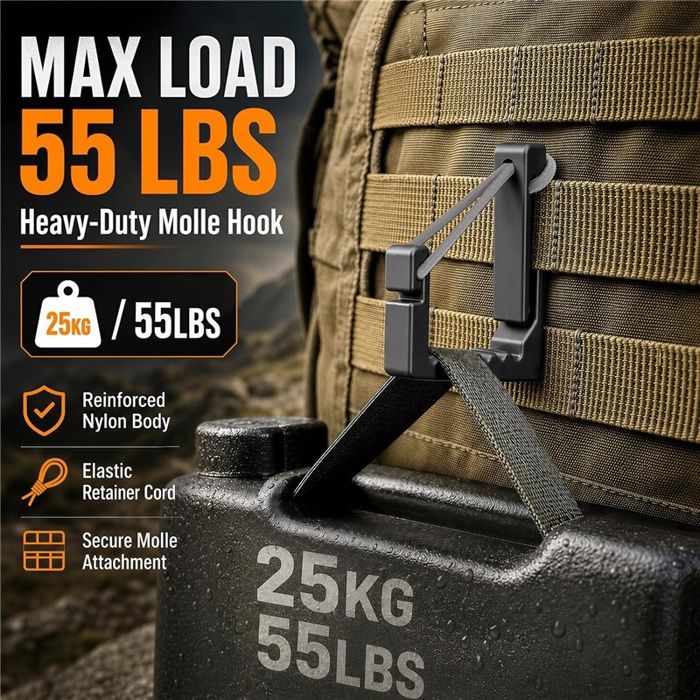 MAX LOAD
55 LBS
Heavy-Duty Molle Hook
25KG / 55LBS
Reinforced
Nylon Body
Elastic
Retainer Cord
Secure Molle
Attachment
25KG
55LBS